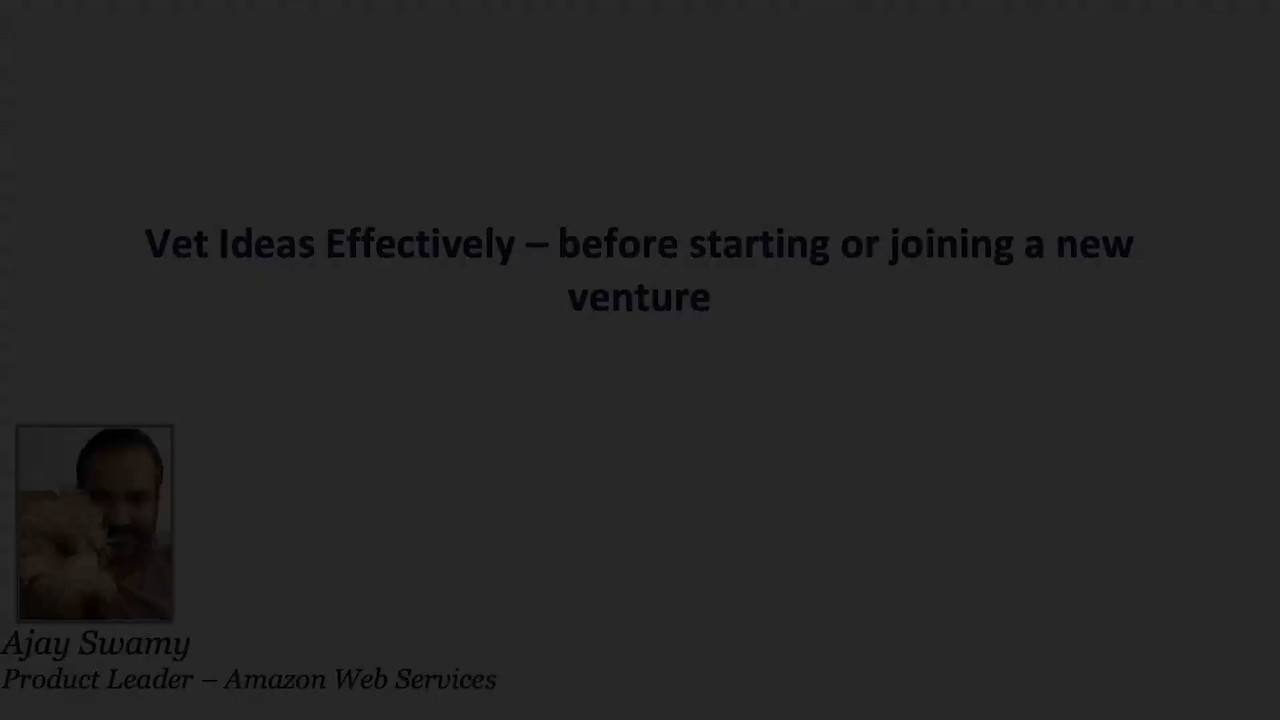 Vet Ideas Effectively – before starting or joining a new
venture
Ajay Swamy
Product Leader – Amazon Web Services